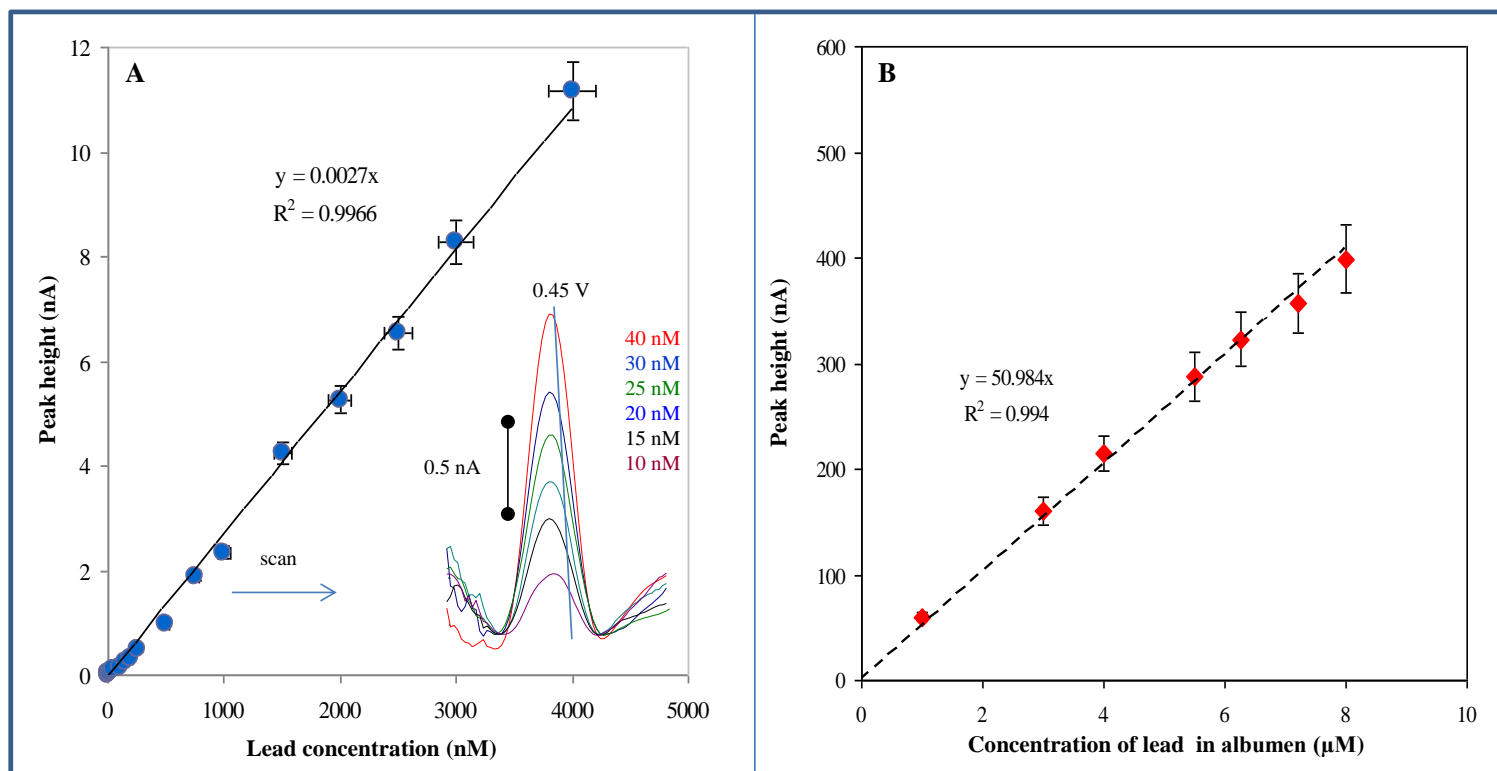 A
12
10
8
6
4
2
0
0
1000
2000
3000
4000
5000
Peak height (nA)
Lead concentration (nM)
y = 0.0027x
R² = 0.9966
0.45 V
40 nM
30 nM
25 nM
20 nM
15 nM
10 nM
0.5 nA
scan
B
600
500
400
300
200
100
0
0
2
4
6
8
10
Peak height (nA)
Concentration of lead in albumen (µM)
y = 50.984x
R² = 0.994